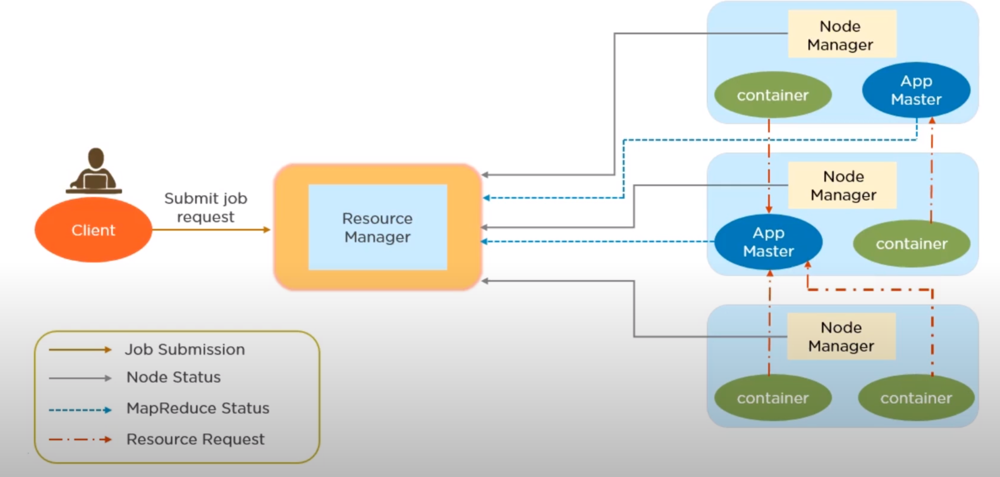 Client
Submit job
request
Resource
Manager
Node
Manager
container
App
Master
Node
Manager
App
Master
container
Node
Manager
container
container
Job Submission
Node Status
MapReduce Status
Resource Request